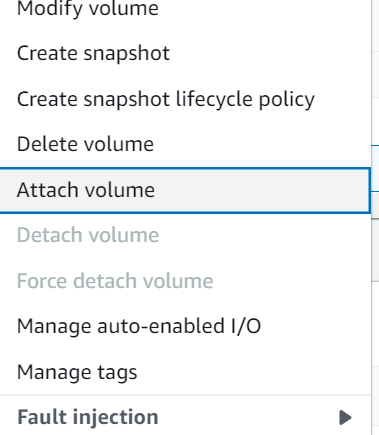 Modify volume
Create snapshot
Create snapshot lifecycle policy
Delete volume
Attach volume
Detach volume
Force detach volume
Manage auto-enabled I/O
Manage tags
Fault injection